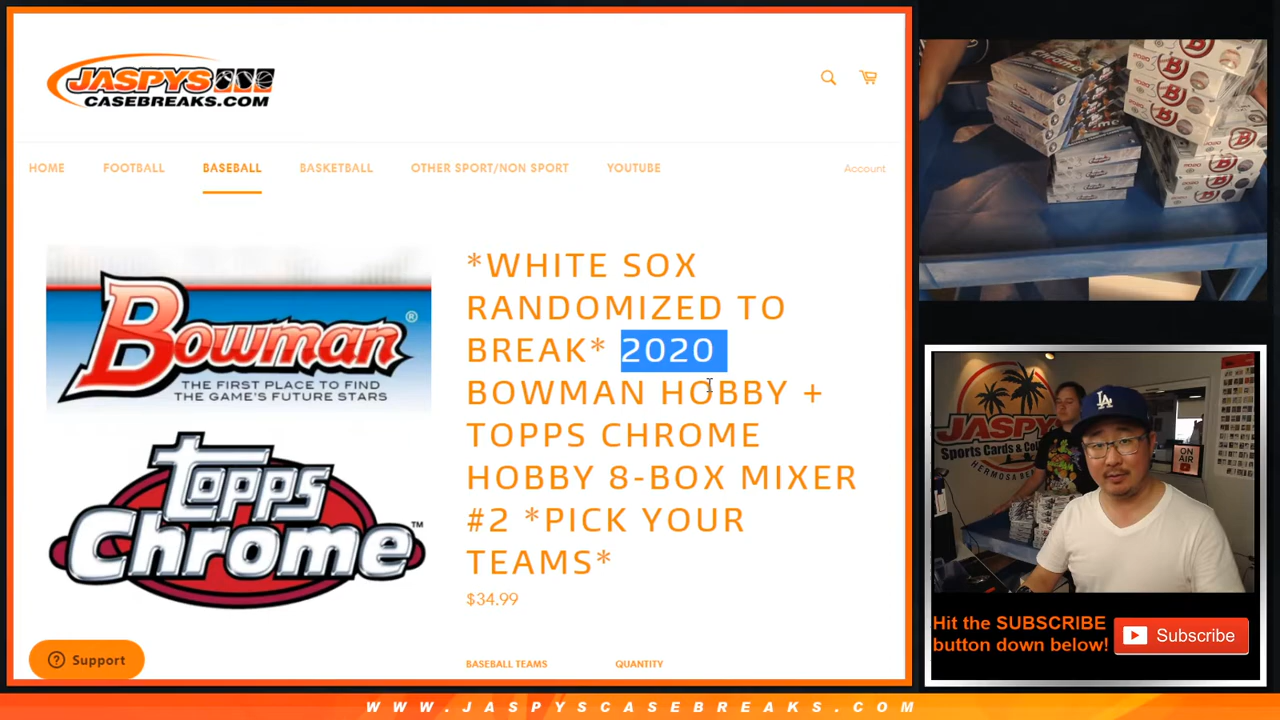 JASPYS
CASEBREAKS.COM
HOME FOOTBALL BASEBALL BASKETBALL OTHER SPORT/NON SPORT YOUTUBE Account
Bowman®
THE FIRST PLACE TO FIND
THE GAME'S FUTURE STARS
topps
Chrome™
*WHITE SOX
RANDOMIZED TO
BREAK* 2020
BOWMAN HOBBY +
TOPPS CHROME
HOBBY 8-BOX MIXER
#2 *PICK YOUR
TEAMS*
$34.99
BASEBALL TEAMS QUANTITY
Support
Chrome
JASPYS
Sports Cards &
HERMOSA
LA
ON
AIR
Hit the SUBSCRIBE
button down below!
Subscribe
WWW.JASPYSCASEBREAKS.COM